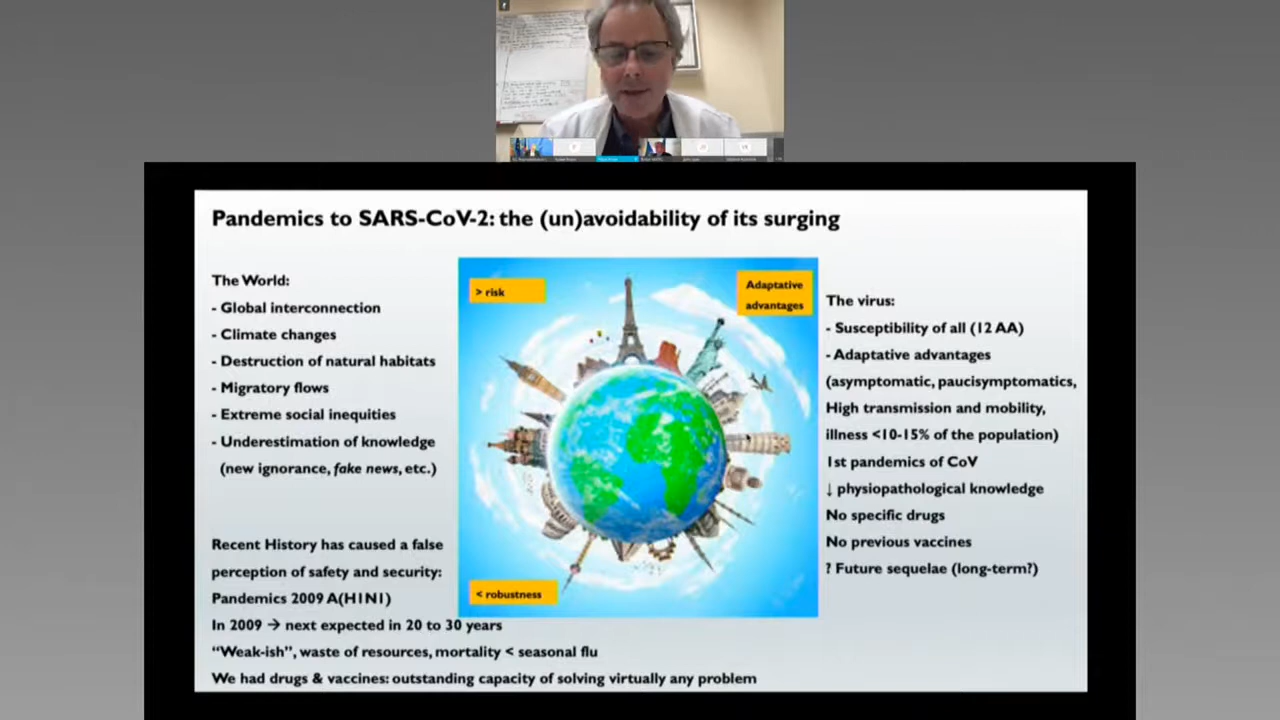 Pandemics to SARS-CoV-2: the (un)avoidability of its surging
The World:
- Global interconnection
- Climate changes
- Destruction of natural habitats
- Migratory flows
- Extreme social inequities
- Underestimation of knowledge
(new ignorance, fake news, etc.)
Recent History has caused a false
perception of safety and security:
Pandemics 2009 A(H1N1)
In 2009 → next expected in 20 to 30 years
“Weak-ish”, waste of resources, mortality < seasonal flu
We had drugs & vaccines: outstanding capacity of solving virtually any problem
> risk
Adaptative
advantages
< robustness
The virus:
- Susceptibility of all (12 AA)
- Adaptative advantages
(asymptomatic, paucisymptomatics,
High transmission and mobility,
illness <10-15% of the population)
1st pandemics of CoV
↓ physiopathological knowledge
No specific drugs
No previous vaccines
? Future sequelae (long-term?)